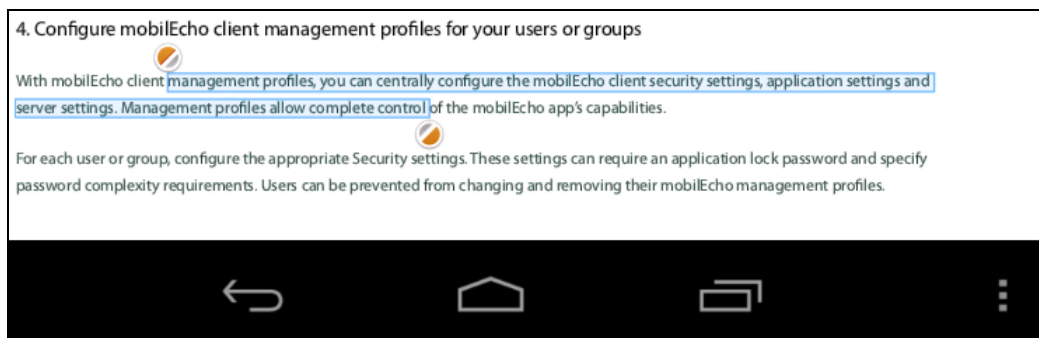 4. Configure mobilEcho client management profiles for your users or groups
With mobilEcho client management profiles, you can centrally configure the mobilEcho client security settings, application settings and
server settings. Management profiles allow complete control of the mobilEcho app's capabilities.
For each user or group, configure the appropriate Security settings. These settings can require an application lock password and specify
password complexity requirements. Users can be prevented from changing and removing their mobilEcho management profiles.